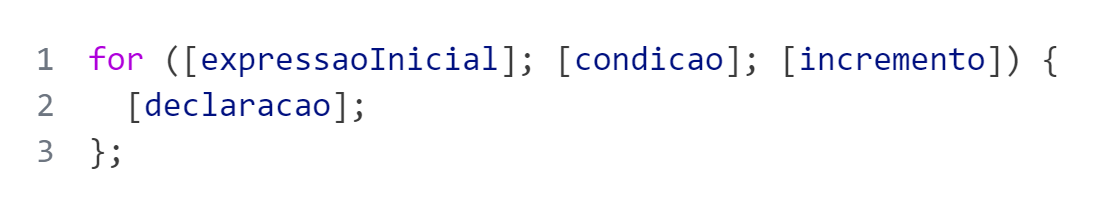 1 for ([expressaoInicial]; [condicao]; [incremento]) {
2   [declaracao];
3 };